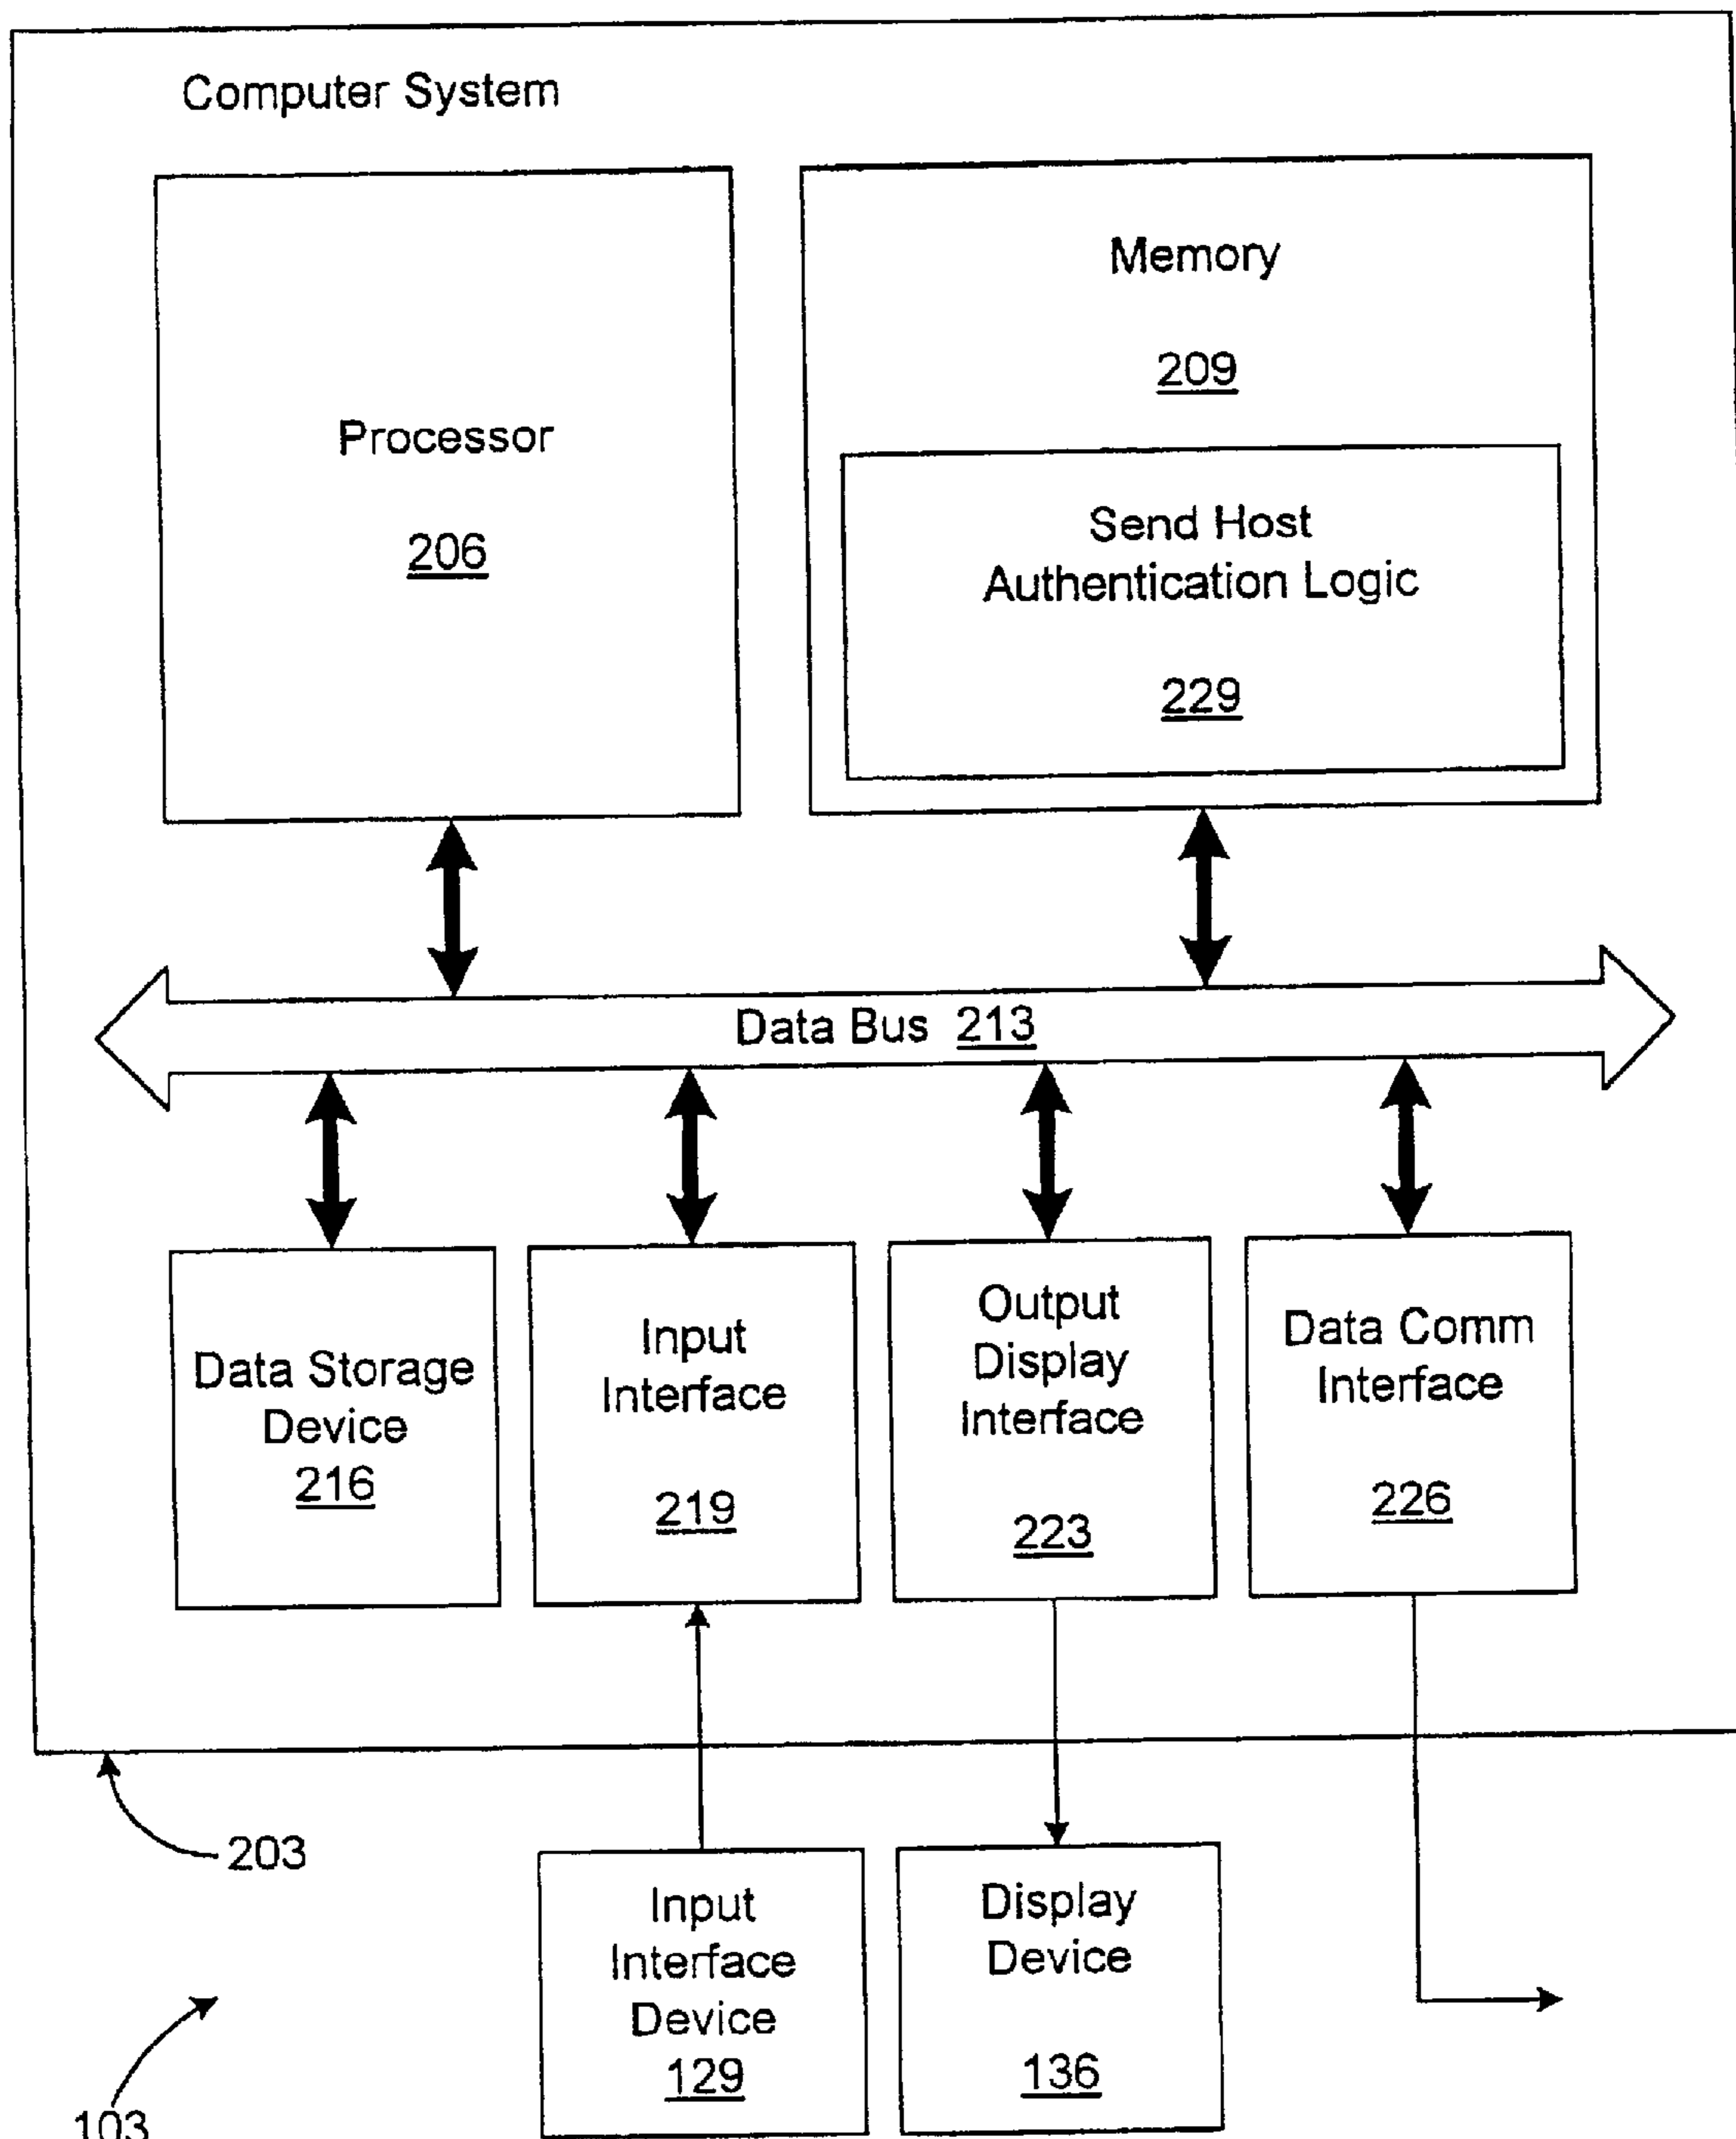 Computer System
Processor
206
Memory
209
Send Host
Authentication Logic
229
Data Bus 213
Data Storage
Device
216
Input
Interface
219
Output
Display
Interface
223
Data Comm
Interface
226
203
Input
Interface
Device
129
Display
Device
136
103